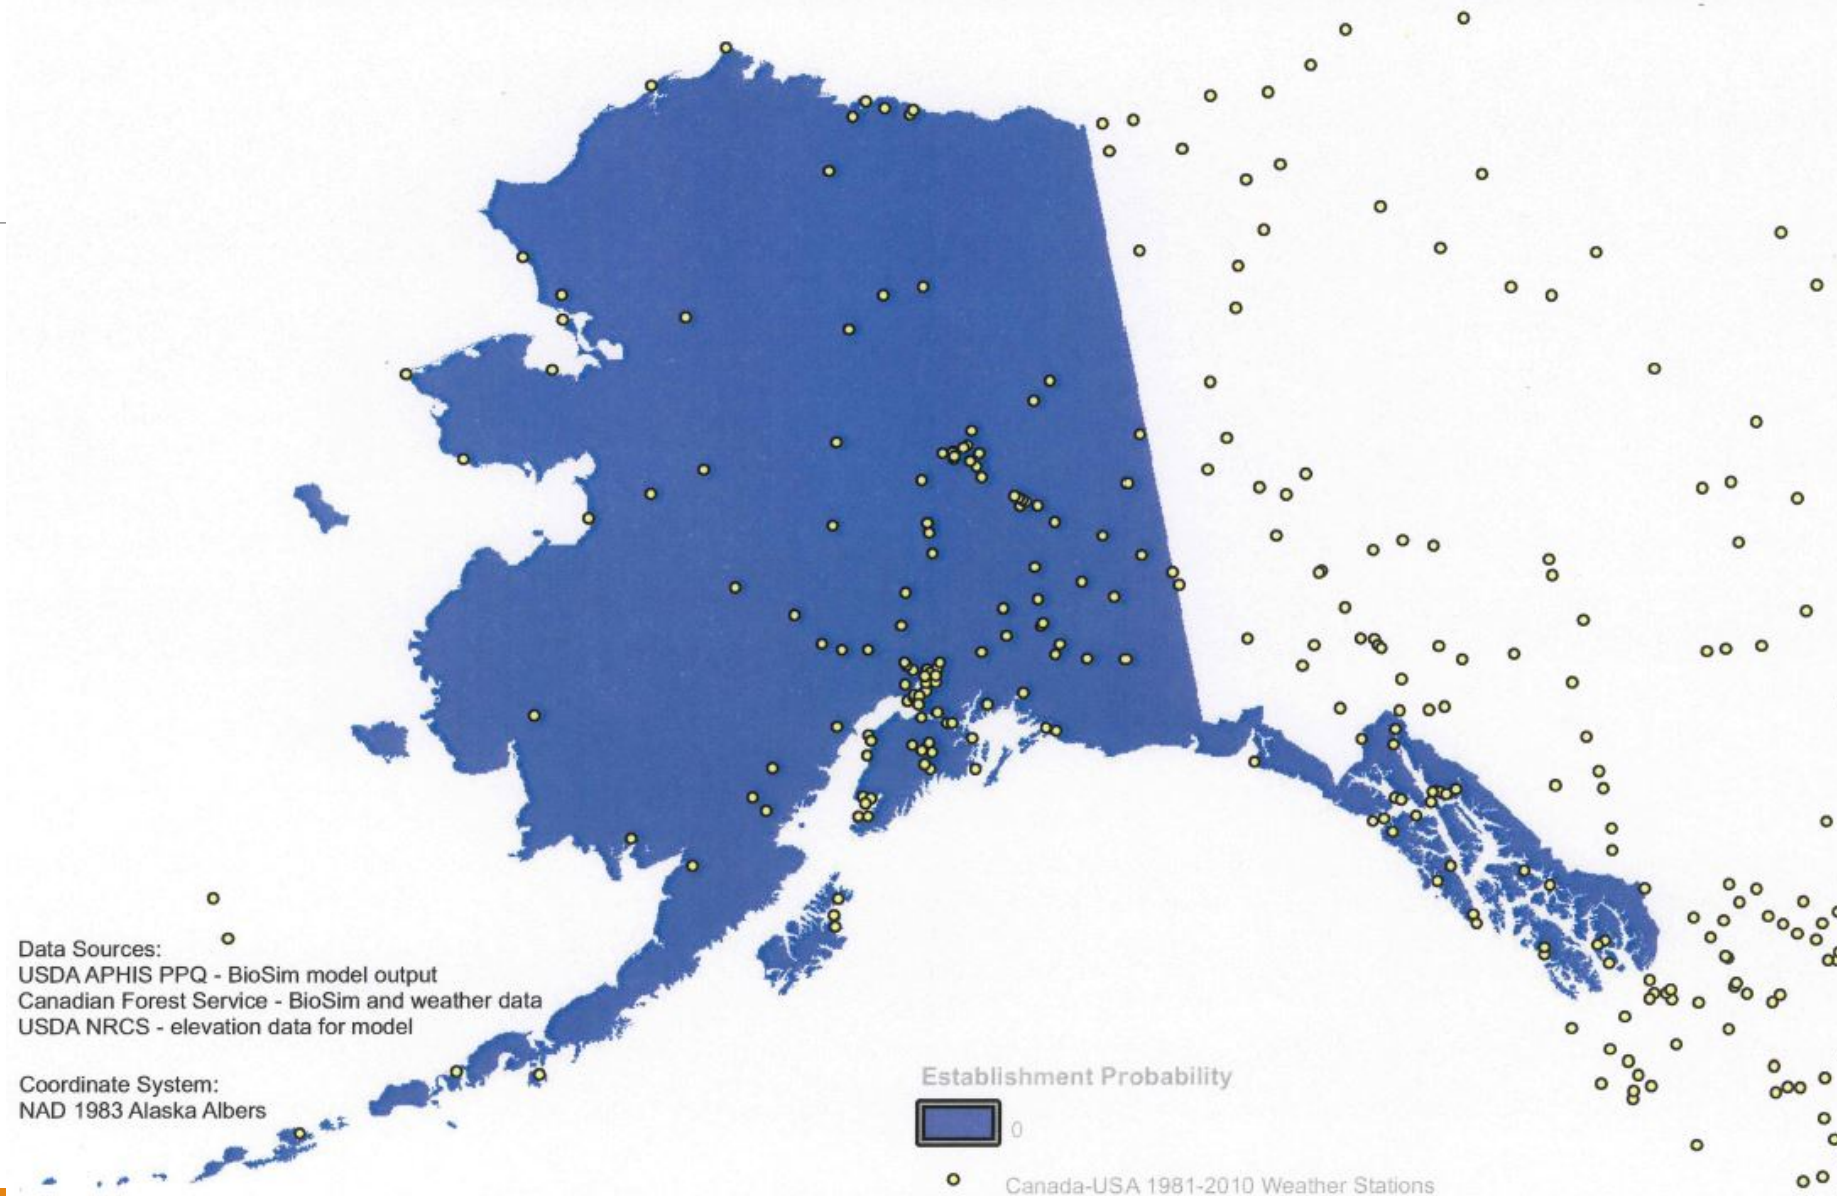 Data Sources:
USDA APHIS PPQ - BioSim model output
Canadian Forest Service - BioSim and weather data
USDA NRCS - elevation data for model
Coordinate System:
NAD 1983 Alaska Albers
Establishment Probability
0
Canada-USA 1981-2010 Weather Stations